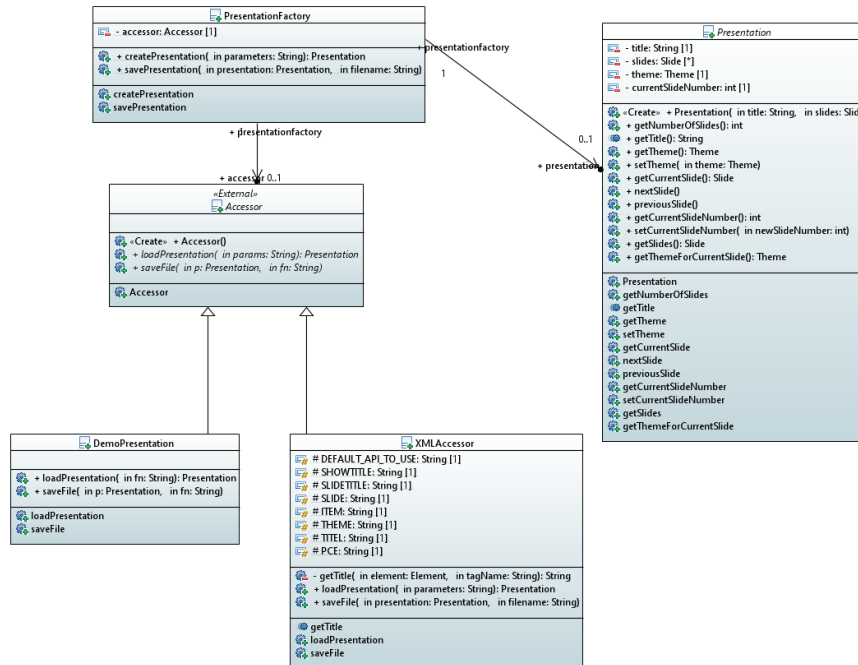 PresentationFactory
- accessor: Accessor [1]
+ createPresentation( in parameters: String): Presentation
+ savePresentation( in presentation: Presentation, in filename: String)
createPresentation
savePresentation
+ presentationfactory
1
0..1
+ presentation
+ presentationfactory
+ accessor 0..1
Presentation
- title: String [1]
- slides: Slide [*]
- theme: Theme [1]
- currentSlideNumber: int [1]
«Create» + Presentation( in title: String, in slides: Slid
+ getNumberOfSlides(): int
+ getTitle(): String
+ getTheme(): Theme
+ setTheme( in theme: Theme)
+ getCurrentSlide(): Slide
+ nextSlide()
+ previousSlide()
+ getCurrentSlideNumber(): int
+ setCurrentSlideNumber( in newSlideNumber: int)
+ getSlides(): Slide
+ getThemeForCurrentSlide(): Theme
Presentation
getNumberOfSlides
getTitle
getTheme
setTheme
getCurrentSlide
nextSlide
previousSlide
getCurrentSlideNumber
setCurrentSlideNumber
getSlides
getThemeForCurrentSlide
«External»
Accessor
«Create» + Accessor()
+ loadPresentation( in params: String): Presentation
+ saveFile( in p: Presentation, in fn: String)
Accessor
DemoPresentation
+ loadPresentation( in fn: String): Presentation
+ saveFile( in p: Presentation, in fn: String)
loadPresentation
saveFile
XMLAccessor
# DEFAULT_API_TO_USE: String [1]
# SHOWTITLE: String [1]
# SLIDETITLE: String [1]
# SLIDE: String [1]
# ITEM: String [1]
# THEME: String [1]
# TITEL: String [1]
# PCE: String [1]
- getTitle( in element: Element, in tagName: String): String
+ loadPresentation( in parameters: String): Presentation
+ saveFile( in presentation: Presentation, in filename: String)
getTitle
loadPresentation
saveFile